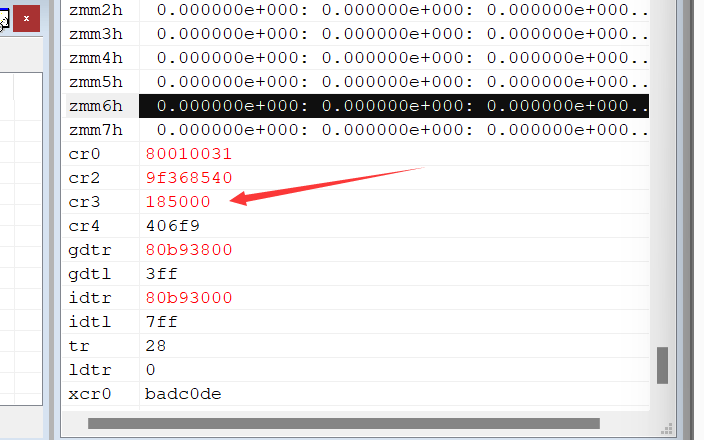 x
zmm2h 0.000000e+000: 0.000000e+000: 0.000000e+000..
zmm3h 0.000000e+000: 0.000000e+000: 0.000000e+000..
zmm4h 0.000000e+000: 0.000000e+000: 0.000000e+000..
zmm5h 0.000000e+000: 0.000000e+000: 0.000000e+000..
zmm6h 0.000000e+000: 0.000000e+000: 0.000000e+000..
zmm7h 0.000000e+000: 0.000000e+000: 0.000000e+000..
cr0 80010031
cr2 9f368540
cr3 185000
cr4 406f9
gdtr 80b93800
gdtl 3ff
idtr 80b93000
idtl 7ff
tr 28
ldtr 0
xcr0 badc0de